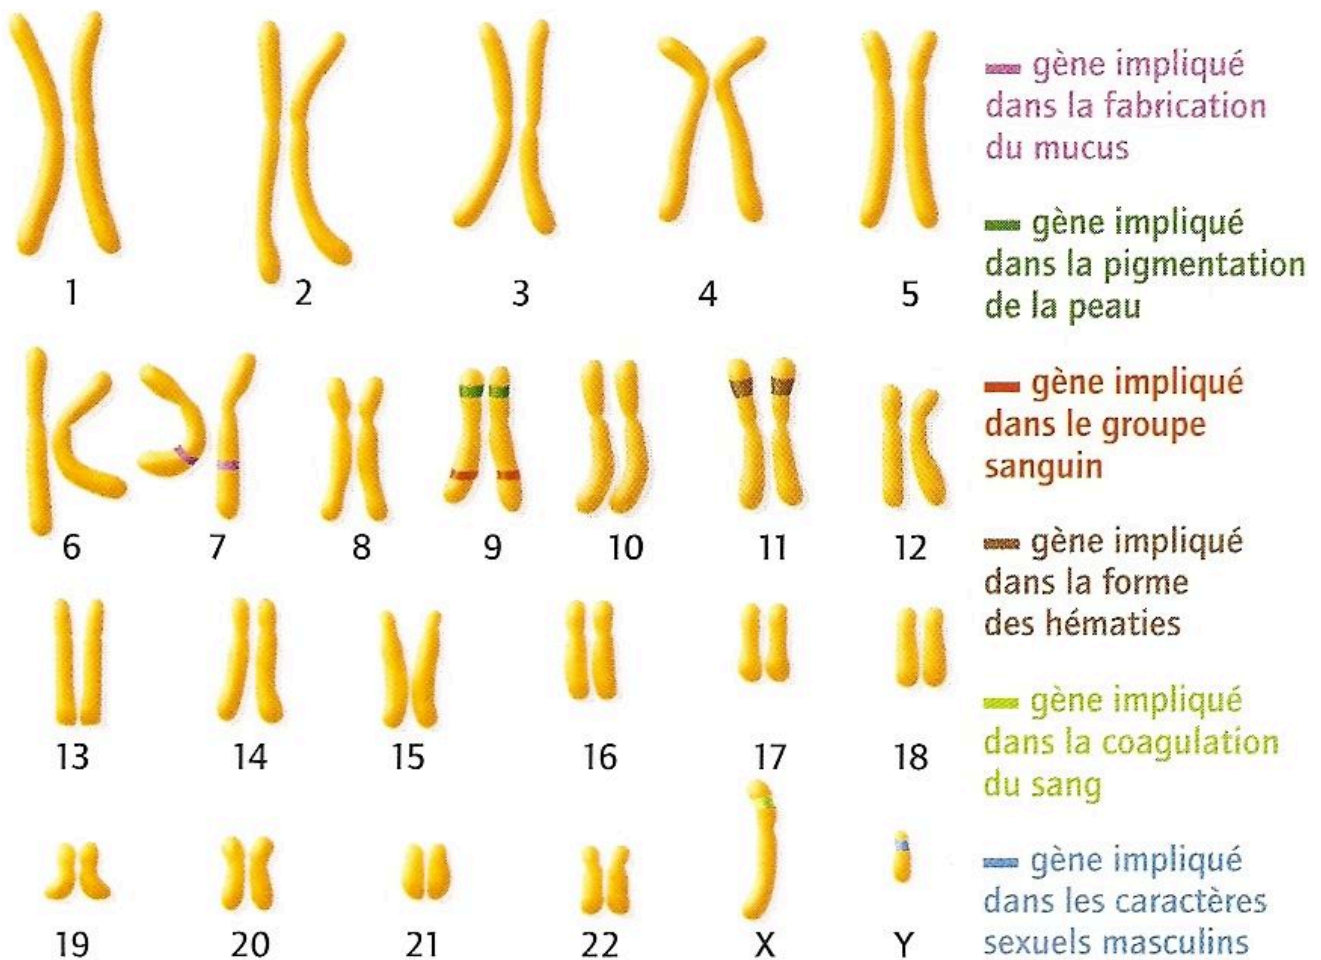 1 2 3 4 5
6 7 8 9 10 11 12
13 14 15 16 17 18
19 20 21 22 X Y
gène impliqué
dans la fabrication
du mucus
gène impliqué
dans la pigmentation
de la peau
gène impliqué
dans le groupe
sanguin
gène impliqué
dans la forme
des hématies
gène impliqué
dans la coagulation
du sang
gène impliqué
dans les caractères
sexuels masculins